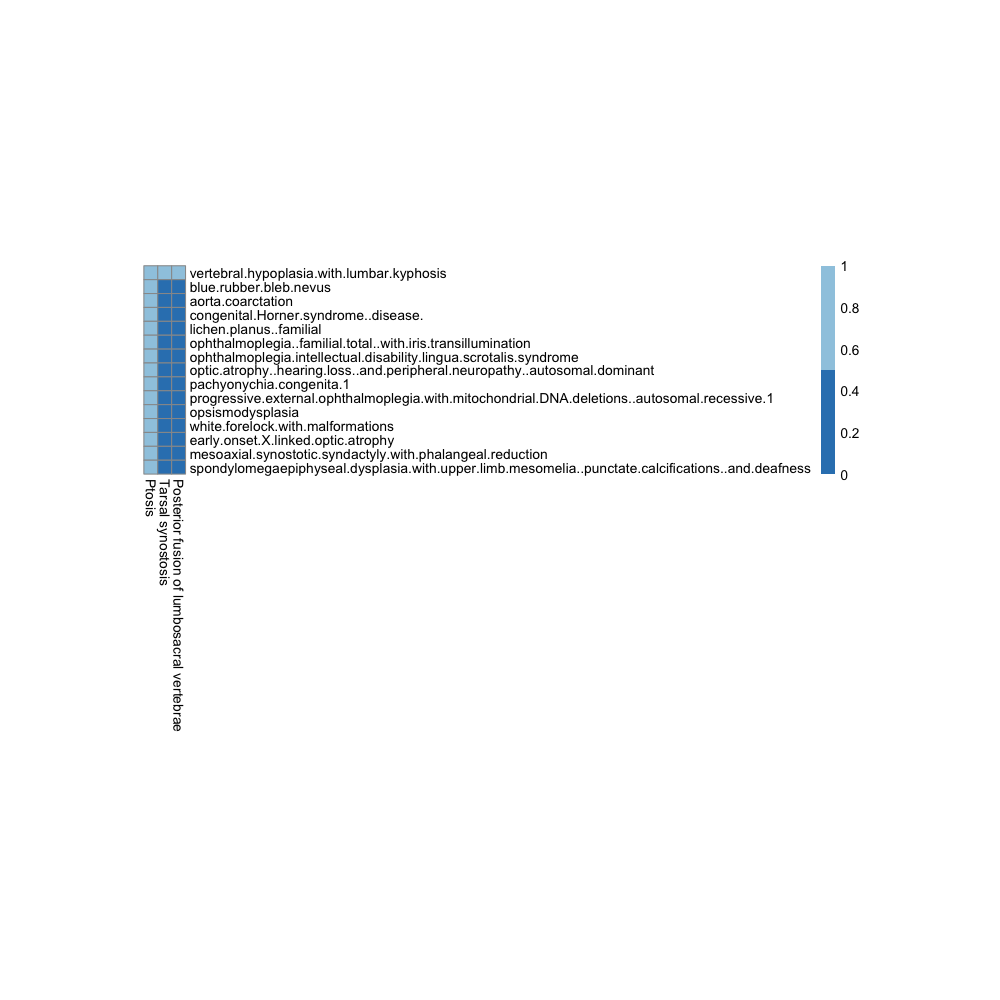 vertebral.hypoplasia.with.lumbar.kyphosis
blue.rubber.bleb.nevus
aorta.coarctation
congenital.Horner.syndrome..disease.
lichen.planus..familial
ophthalmoplegia..familial.total..with.iris.transillumination
ophthalmoplegia.intellectual.disability.lingua.scrotalis.syndrome
optic.atrophy..hearing.loss..and.peripheral.neuropathy..autosomal.dominant
pachyonychia.congenita.1
progressive.external.ophthalmoplegia.with.mitochondrial.DNA.deletions..autosomal.recessive.1
opsismodysplasia
white.forelock.with.malformations
early.onset.X.linked.optic.atrophy
mesoaxial.synostotic.syndactyly.with.phalangeal.reduction
spondylomegaepiphyseal.dysplasia.with.upper.limb.mesomelia..punctate.calcifications..and.deafness
Ptosis
Tarsal synostosis
Posterior fusion of lumbosacral vertebrae
1
0.8
0.6
0.4
0.2
0